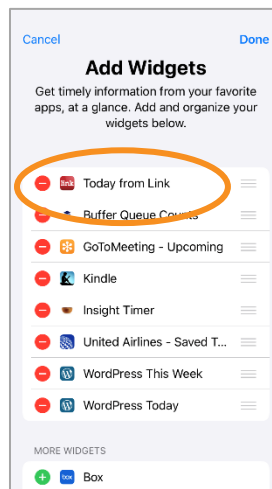 Cancel Done
Add Widgets
Get timely information from your favorite
apps, at a glance. Add and organize your
widgets below.
link Today from Link
Buffer Queue Counts
GoToMeeting - Upcoming
Kindle
Insight Timer
United Airlines - Saved T...
WordPress This Week
WordPress Today
MORE WIDGETS
box Box